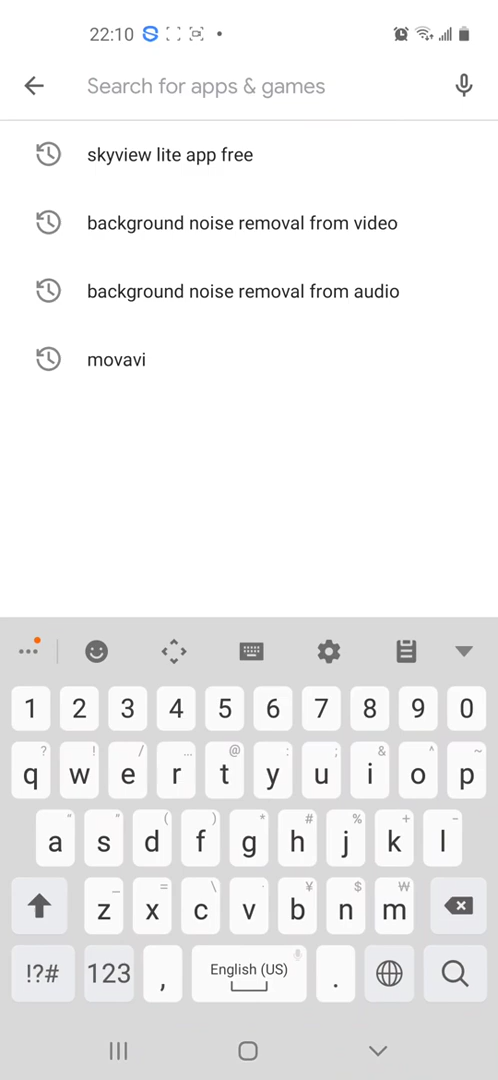 22:10
Search for apps & games
skyview lite app free
background noise removal from video
background noise removal from audio
movavi
1 2 3 4 5 6 7 8 9 0
? ! / ... @ : ; & ^ ~
q w e r t y u i o p
" " ( ) * # % + -
a s d f g h j k l
_ = \ · ¥ $ ₩
z x c v b n m
!?# 123 , English (US) .